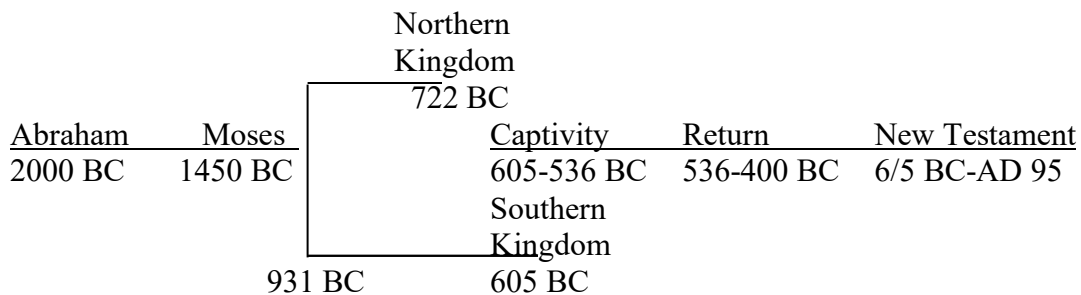 Northern
Kingdom
722 BC
Abraham Moses Captivity Return New Testament
2000 BC 1450 BC 605-536 BC 536-400 BC 6/5 BC-AD 95
Southern
Kingdom
931 BC 605 BC